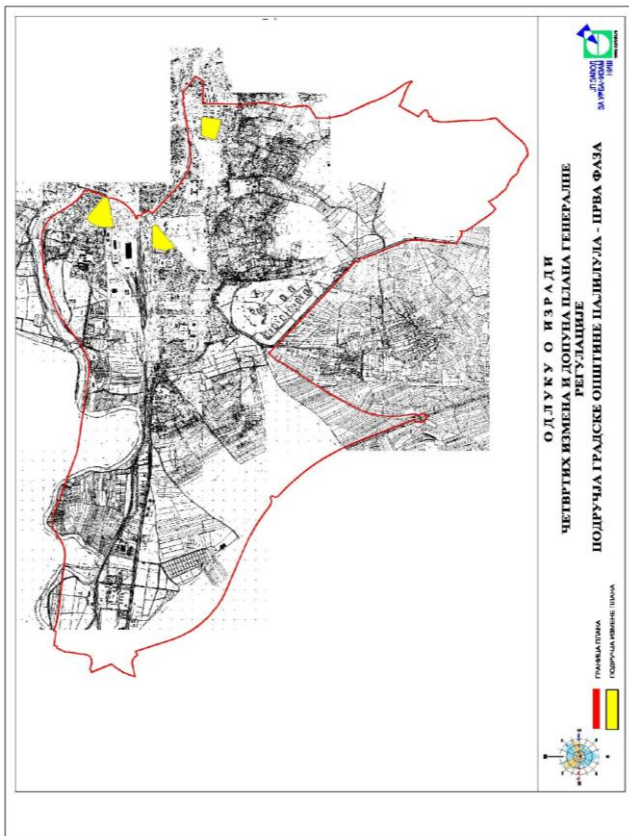 ЈП ЗАВОД
ЗА УРБАНИЗАМ
НИШ
ОДЛУКУ О ИЗРАДИ
ЧЕТВРТИХ ИЗМЕНА И ДОПУНА ПЛАНА ГЕНЕРАЛНЕ
РЕГУЛАЦИЈЕ
ПОДРУЧЈА ГРАДСКЕ ОПШТИНЕ ПАЛИЛУЛА - ПРВА ФАЗА
ГРАНИЦА ПЛАНА
ПОДРУЧЈА ИЗМЕНЕ ПЛАНА